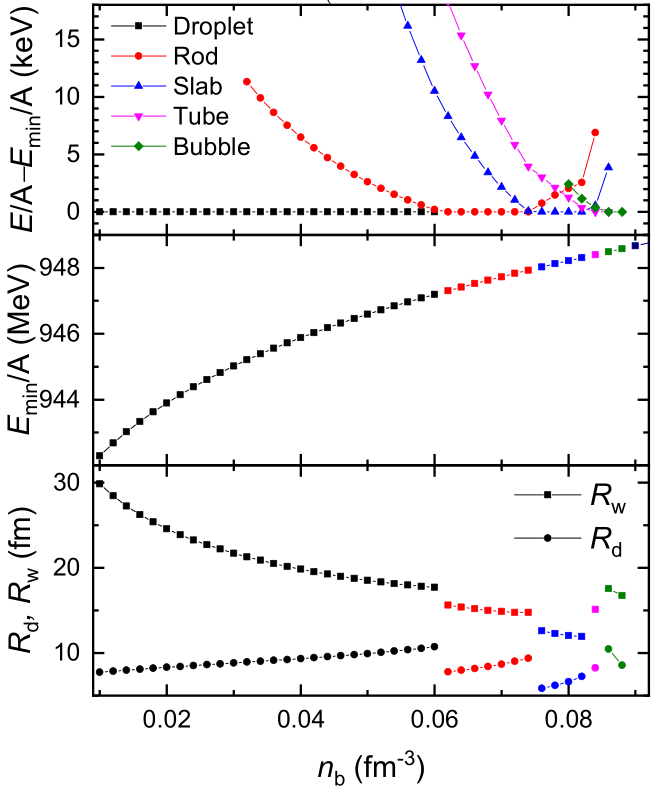 Droplet
Rod
Slab
Tube
Bubble
15
10
5
0
E/A−E_min/A (keV)
948
946
944
E_min/A (MeV)
30
20
10
R_d, R_w (fm)
R_w
R_d
0.02 0.04 0.06 0.08
n_b (fm⁻³)